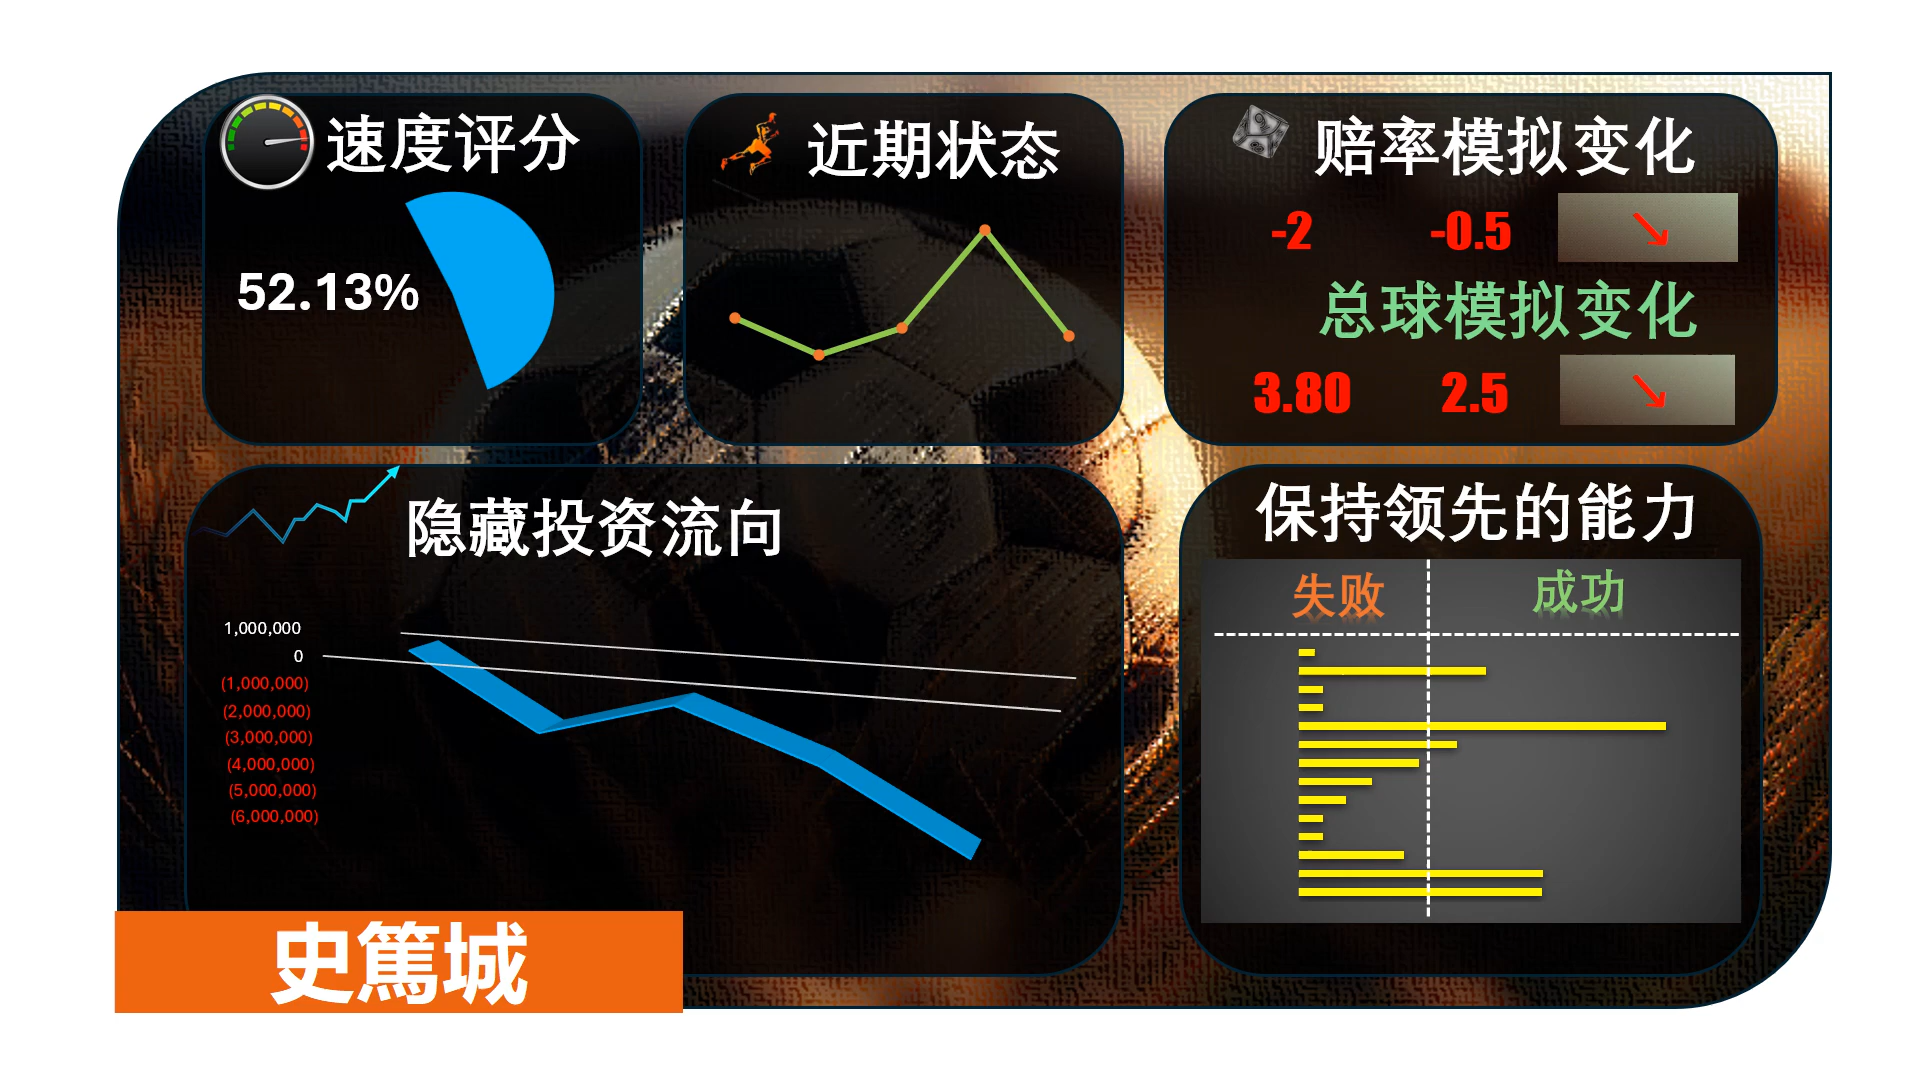 速度评分
52.13%
近期状态
赔率模拟变化
-2 -0.5 ↘
总球模拟变化
3.80 2.5 ↘
隐藏投资流向
1,000,000
0
(1,000,000)
(2,000,000)
(3,000,000)
(4,000,000)
(5,000,000)
(6,000,000)
保持领先的能力
失败 成功
史篤城